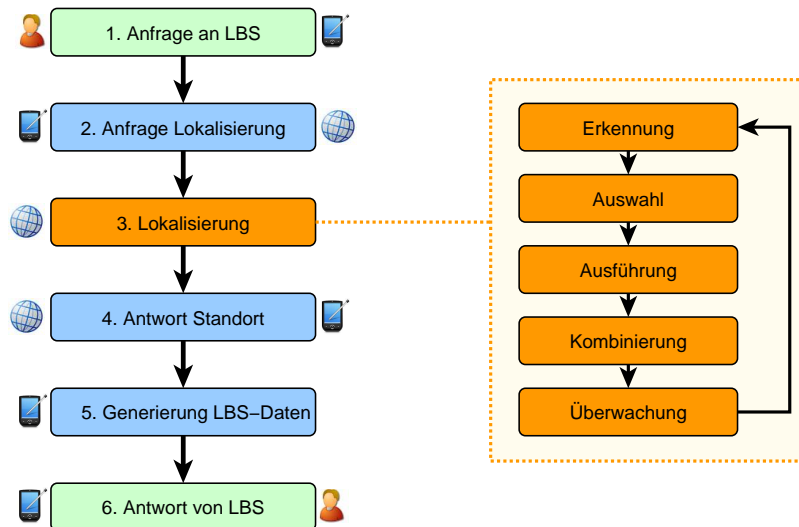 1. Anfrage an LBS
2. Anfrage Lokalisierung
3. Lokalisierung
4. Antwort Standort
5. Generierung LBS–Daten
6. Antwort von LBS
Erkennung
Auswahl
Ausführung
Kombinierung
Überwachung